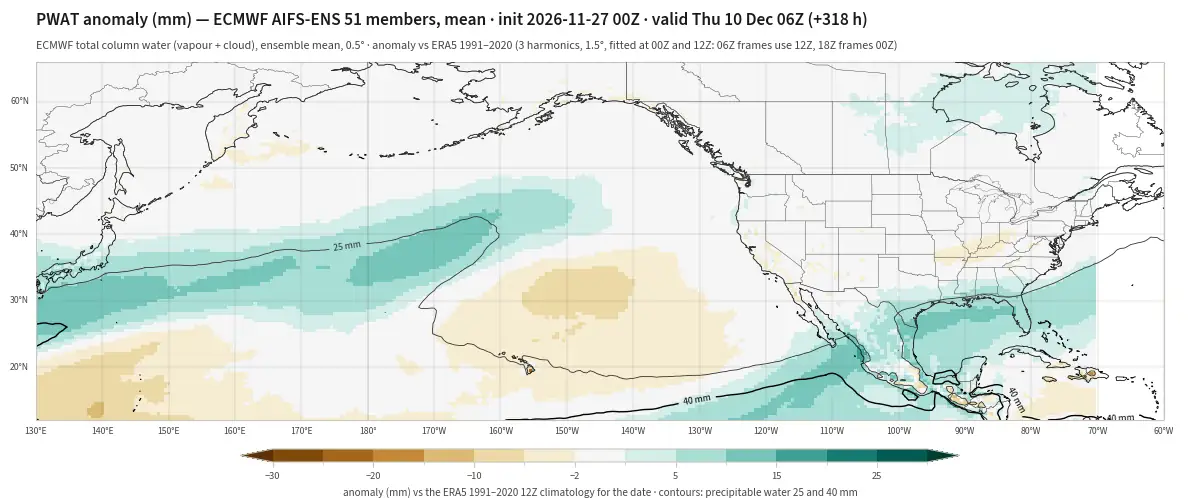 PWAT anomaly (mm) — ECMWF AIFS-ENS 51 members, mean · init 2026-11-27 00Z · valid Thu 10 Dec 06Z (+318 h)
ECMWF total column water (vapour + cloud), ensemble mean, 0.5° · anomaly vs ERA5 1991–2020 (3 harmonics, 1.5°, fitted at 00Z and 12Z: 06Z frames use 12Z, 18Z frames 00Z)
60°N
50°N
40°N
30°N
20°N
25 mm
40 mm
40 mm
40 mm
130°E 140°E 150°E 160°E 170°E 180° 170°W 160°W 150°W 140°W 130°W 120°W 110°W 100°W 90°W 80°W 70°W 60°W
−30 −20 −10 −2 5 15 25
anomaly (mm) vs the ERA5 1991–2020 12Z climatology for the date · contours: precipitable water 25 and 40 mm